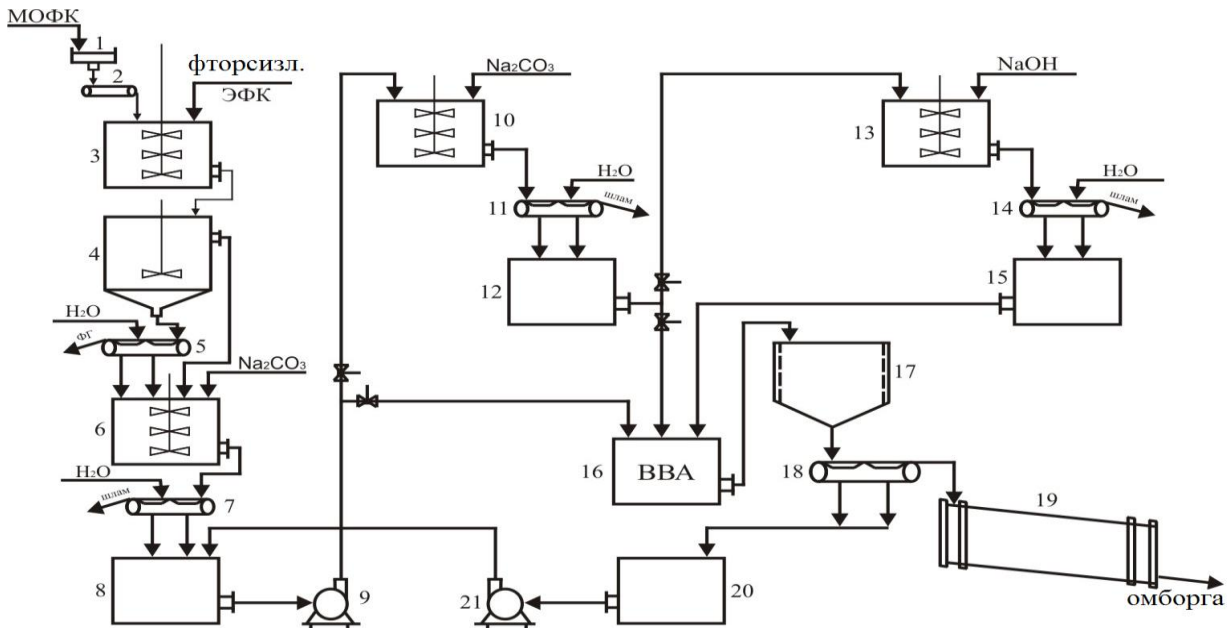 МОФК
1
2
фторсизл.
ЭФК
3
4
H₂O
ФГ
5
Na₂CO₃
6
H₂O
шлам
7
8
9
Na₂CO₃
10
H₂O
11
шлам
12
NaOH
13
H₂O
14
шлам
15
16
ВВА
17
18
19
20
21
омборга